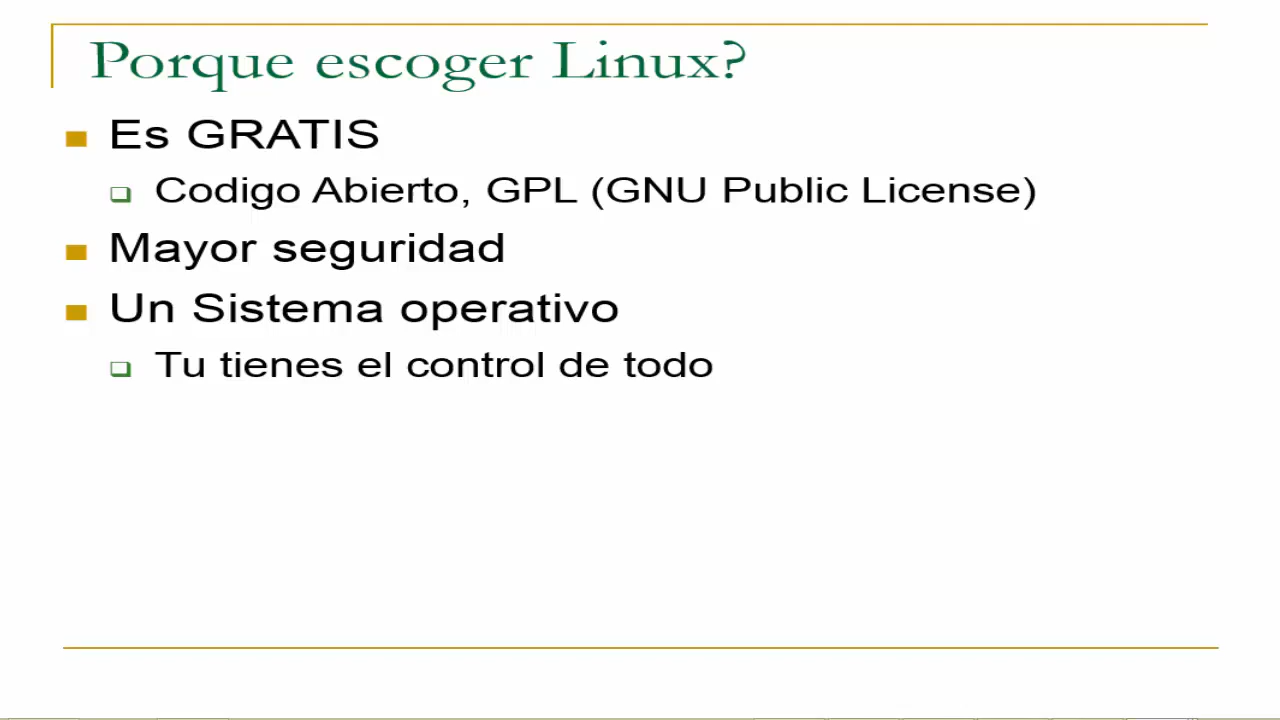 Porque escoger Linux?
Es GRATIS
Codigo Abierto, GPL (GNU Public License)
Mayor seguridad
Un Sistema operativo
Tu tienes el control de todo